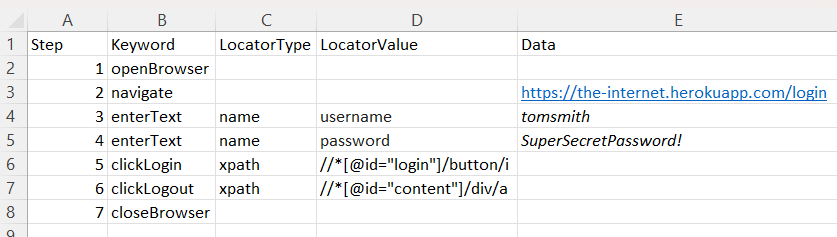 A B C D E
1 Step Keyword LocatorType LocatorValue Data
2 1 openBrowser
3 2 navigate https://the-internet.herokuapp.com/login
4 3 enterText name username tomsmith
5 4 enterText name password SuperSecretPassword!
6 5 clickLogin xpath //*[@id="login"]/button/i
7 6 clickLogout xpath //*[@id="content"]/div/a
8 7 closeBrowser
9